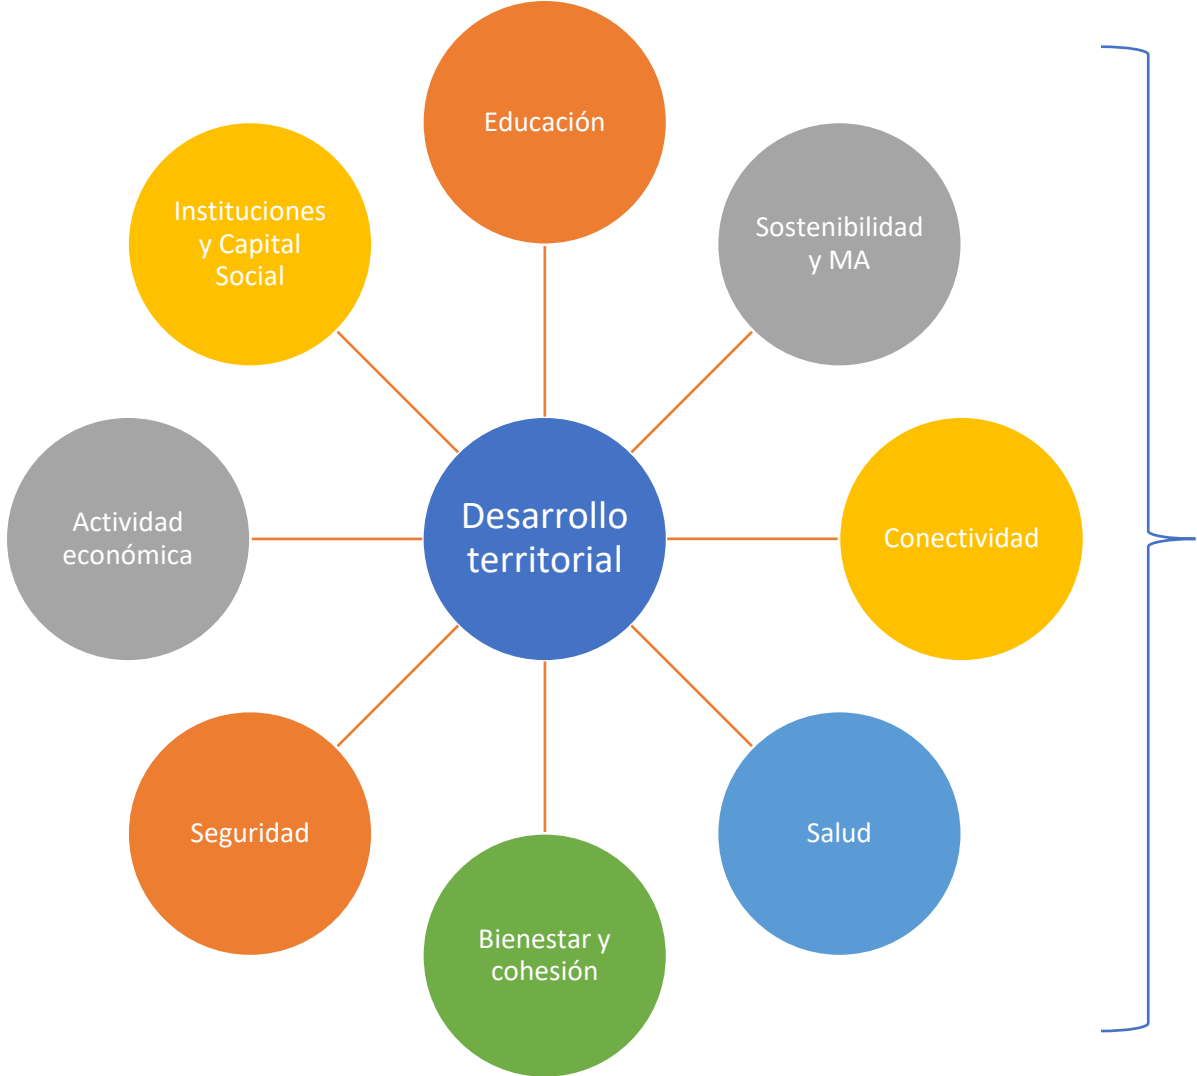 Educación
Instituciones
y Capital
Social
Sostenibilidad
y MA
Actividad
económica
Desarrollo
territorial
Conectividad
Seguridad
Salud
Bienestar y
cohesión